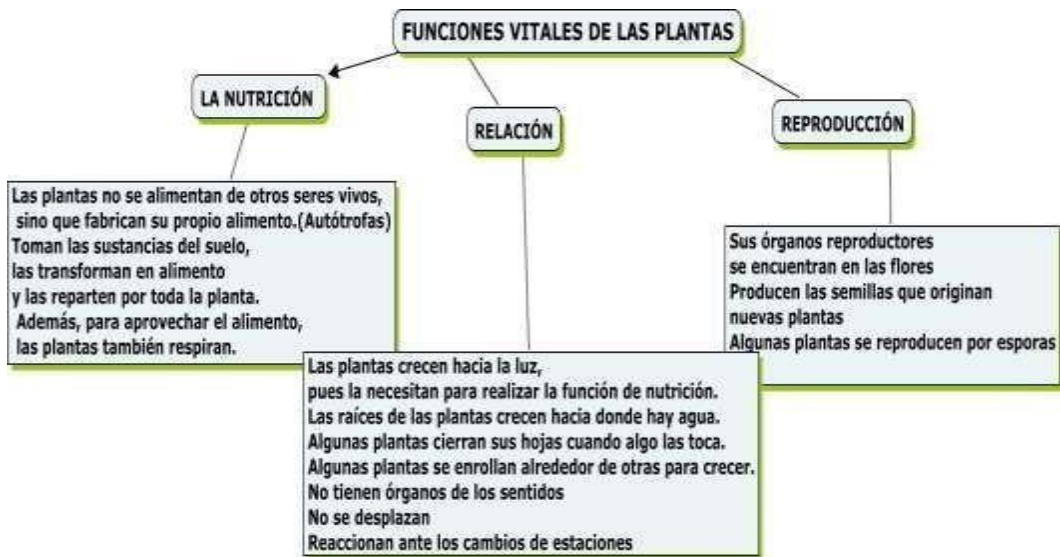 FUNCIONES VITALES DE LAS PLANTAS
LA NUTRICIÓN
RELACIÓN
REPRODUCCIÓN
Las plantas no se alimentan de otros seres vivos,
sino que fabrican su propio alimento.(Autótrofas)
Toman las sustancias del suelo,
las transforman en alimento
y las reparten por toda la planta.
Además, para aprovechar el alimento,
las plantas también respiran.
Las plantas crecen hacia la luz,
pues la necesitan para realizar la función de nutrición.
Las raíces de las plantas crecen hacia donde hay agua.
Algunas plantas cierran sus hojas cuando algo las toca.
Algunas plantas se enrollan alrededor de otras para crecer.
No tienen órganos de los sentidos
No se desplazan
Reaccionan ante los cambios de estaciones
Sus órganos reproductores
se encuentran en las flores
Producen las semillas que originan
nuevas plantas
Algunas plantas se reproducen por esporas